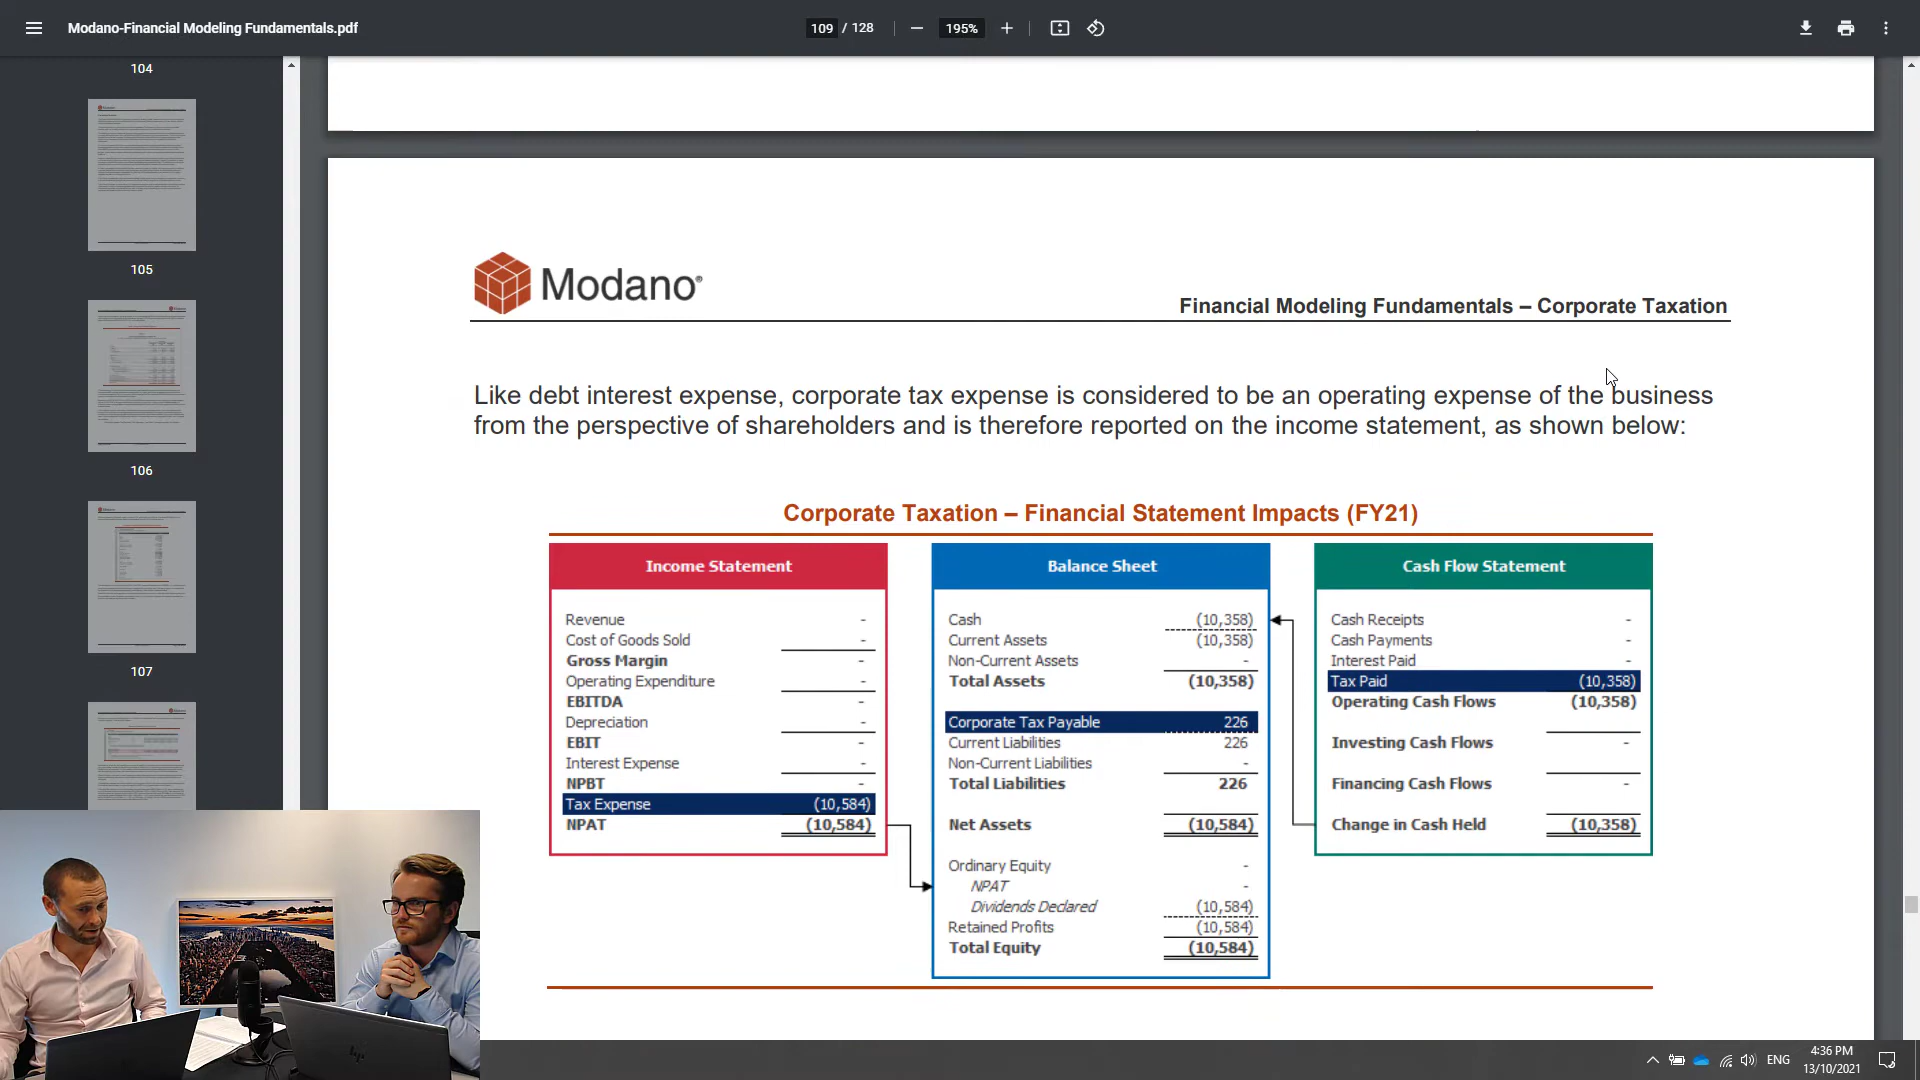 Modano-Financial Modeling Fundamentals.pdf
109 / 128
195%
104
105
106
107
Modano®
Financial Modeling Fundamentals – Corporate Taxation
Like debt interest expense, corporate tax expense is considered to be an operating expense of the business
from the perspective of shareholders and is therefore reported on the income statement, as shown below:
Corporate Taxation – Financial Statement Impacts (FY21)
Income Statement
Revenue -
Cost of Goods Sold -
Gross Margin -
Operating Expenditure -
EBITDA -
Depreciation -
EBIT -
Interest Expense -
NPBT -
Tax Expense (10,584)
NPAT (10,584)
Balance Sheet
Cash (10,358)
Current Assets (10,358)
Non-Current Assets -
Total Assets (10,358)
Corporate Tax Payable 226
Current Liabilities 226
Non-Current Liabilities -
Total Liabilities 226
Net Assets (10,584)
Ordinary Equity -
NPAT -
Dividends Declared (10,584)
Retained Profits (10,584)
Total Equity (10,584)
Cash Flow Statement
Cash Receipts -
Cash Payments -
Interest Paid -
Tax Paid (10,358)
Operating Cash Flows (10,358)
Investing Cash Flows -
Financing Cash Flows -
Change in Cash Held (10,358)
hp
ENG
4:36 PM
13/10/2021